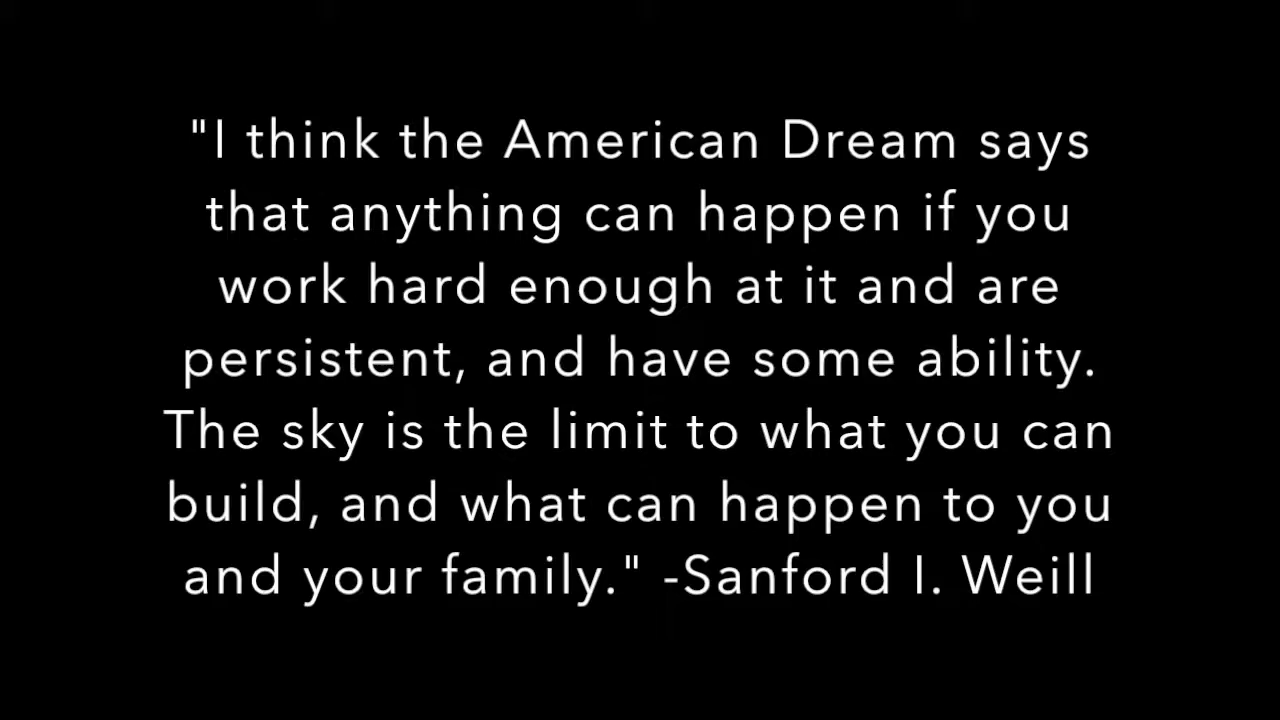 "I think the American Dream says
that anything can happen if you
work hard enough at it and are
persistent, and have some ability.
The sky is the limit to what you can
build, and what can happen to you
and your family." -Sanford I. Weill